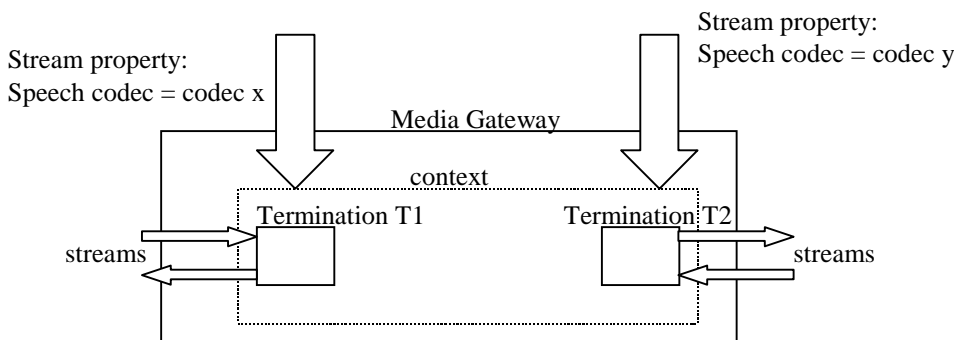 Stream property:
Speech codec = codec x
Stream property:
Speech codec = codec y
Media Gateway
context
Termination T1
Termination T2
streams
streams